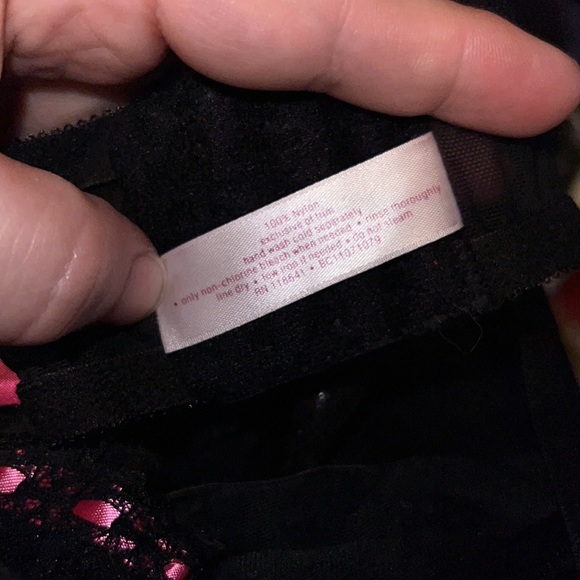 100% Nylon
exclusive of trim
hand wash cold separately
• only non-chlorine bleach when needed • rinse thoroughly
line dry • low iron if needed • do not steam
RN 116641 • BC11071079